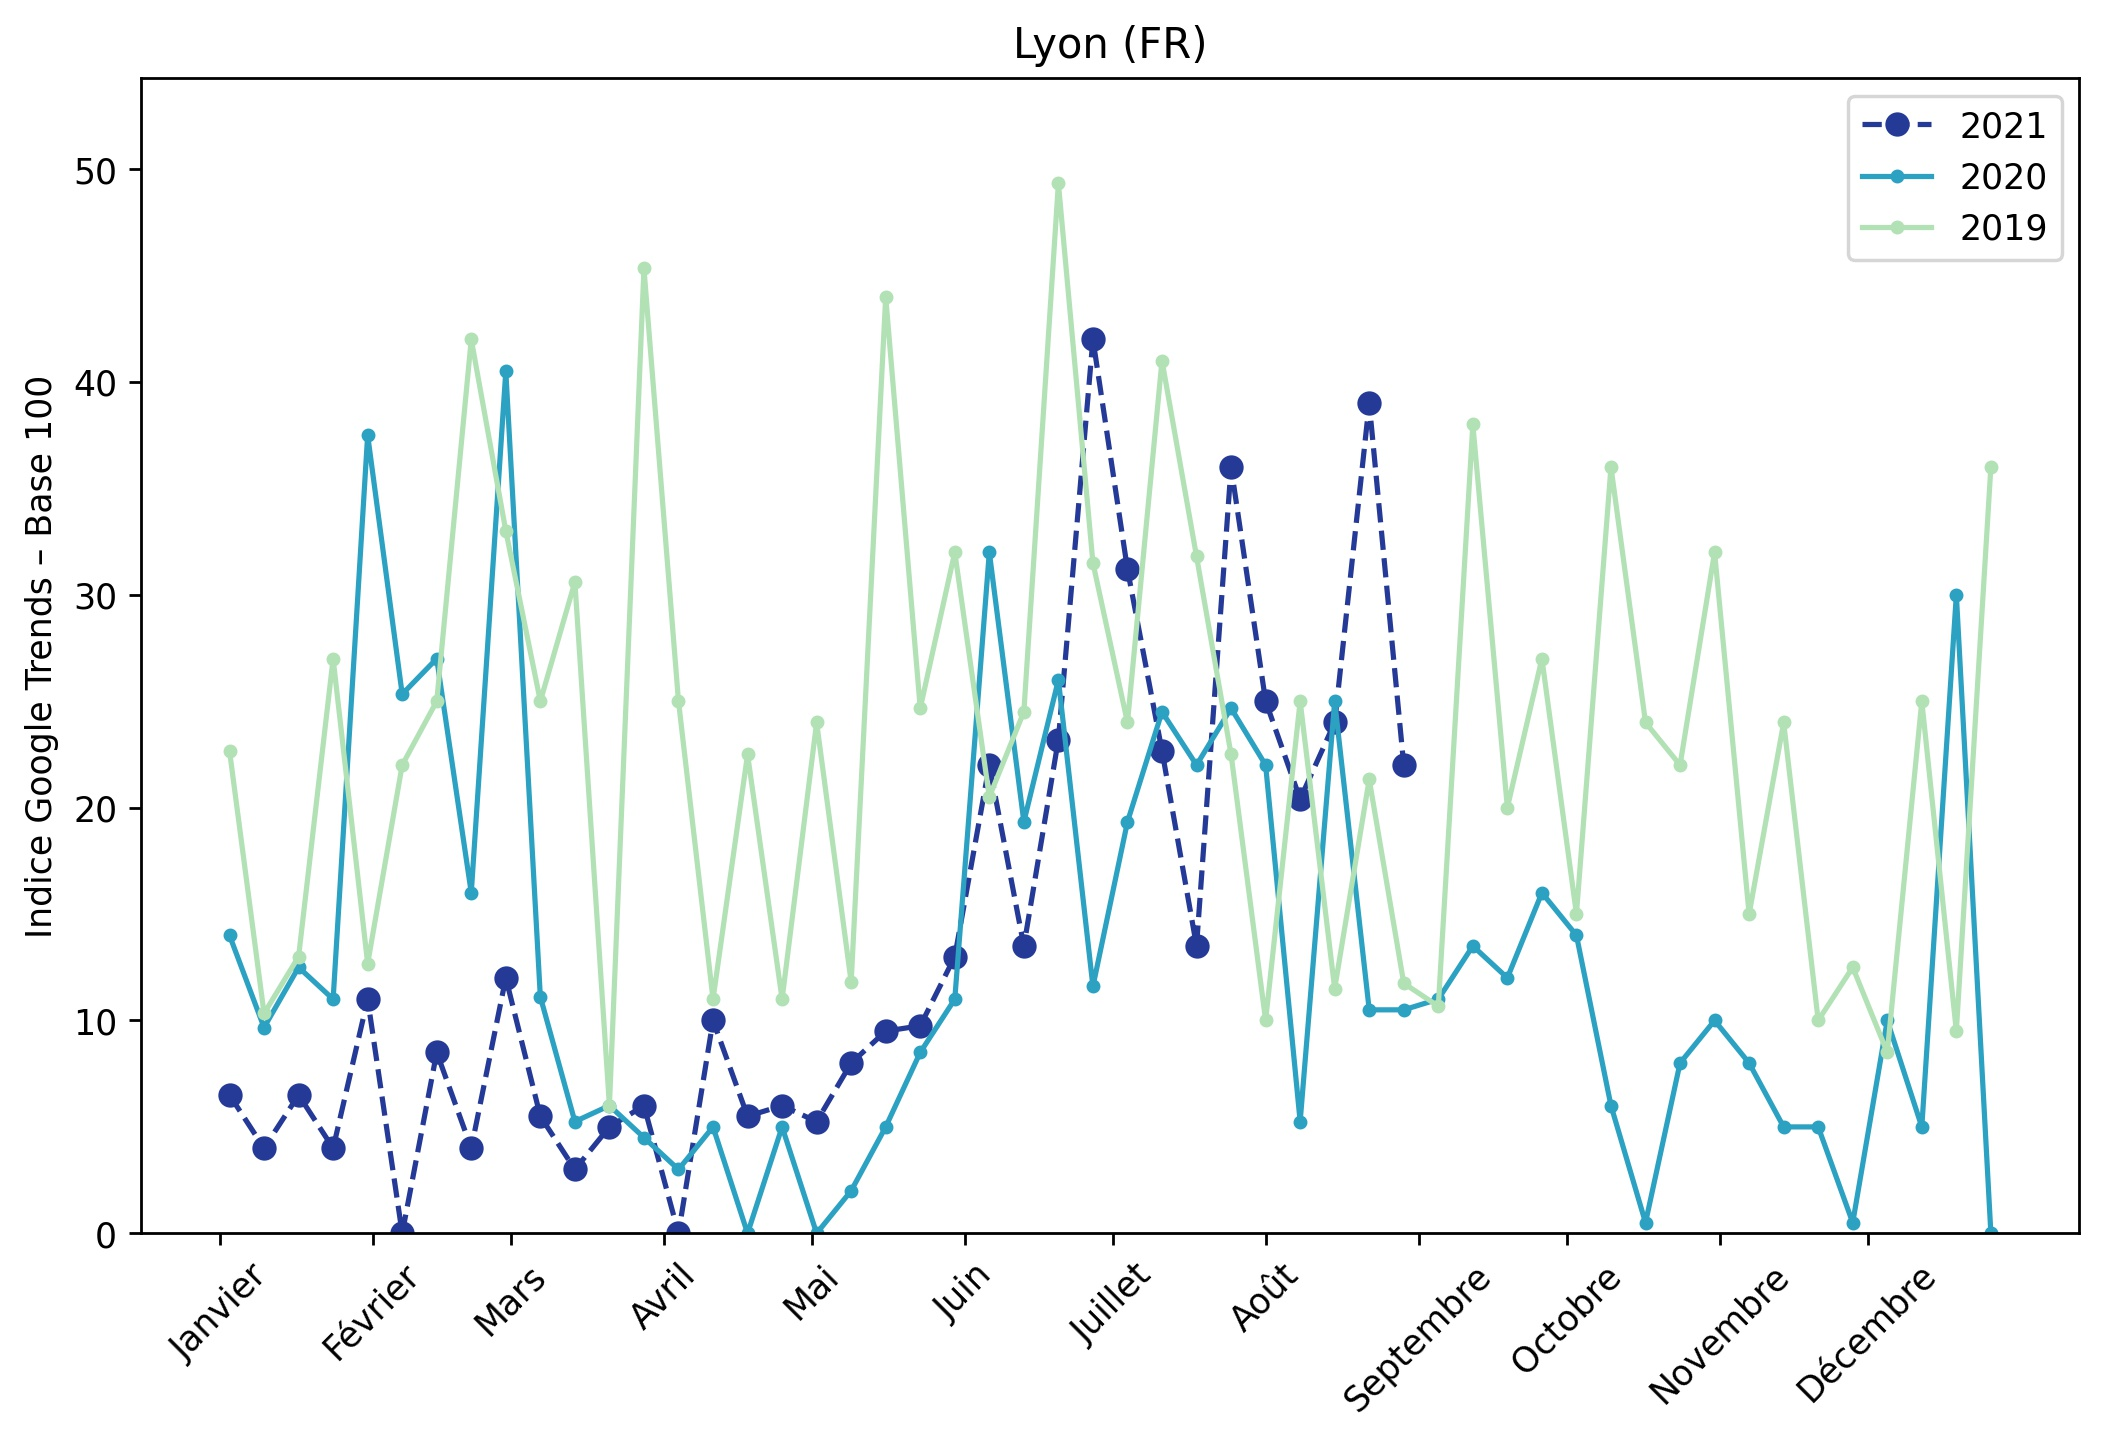 Lyon (FR)
2021
2020
2019
Indice Google Trends – Base 100
50
40
30
20
10
0
Janvier
Février
Mars
Avril
Mai
Juin
Juillet
Août
Septembre
Octobre
Novembre
Décembre